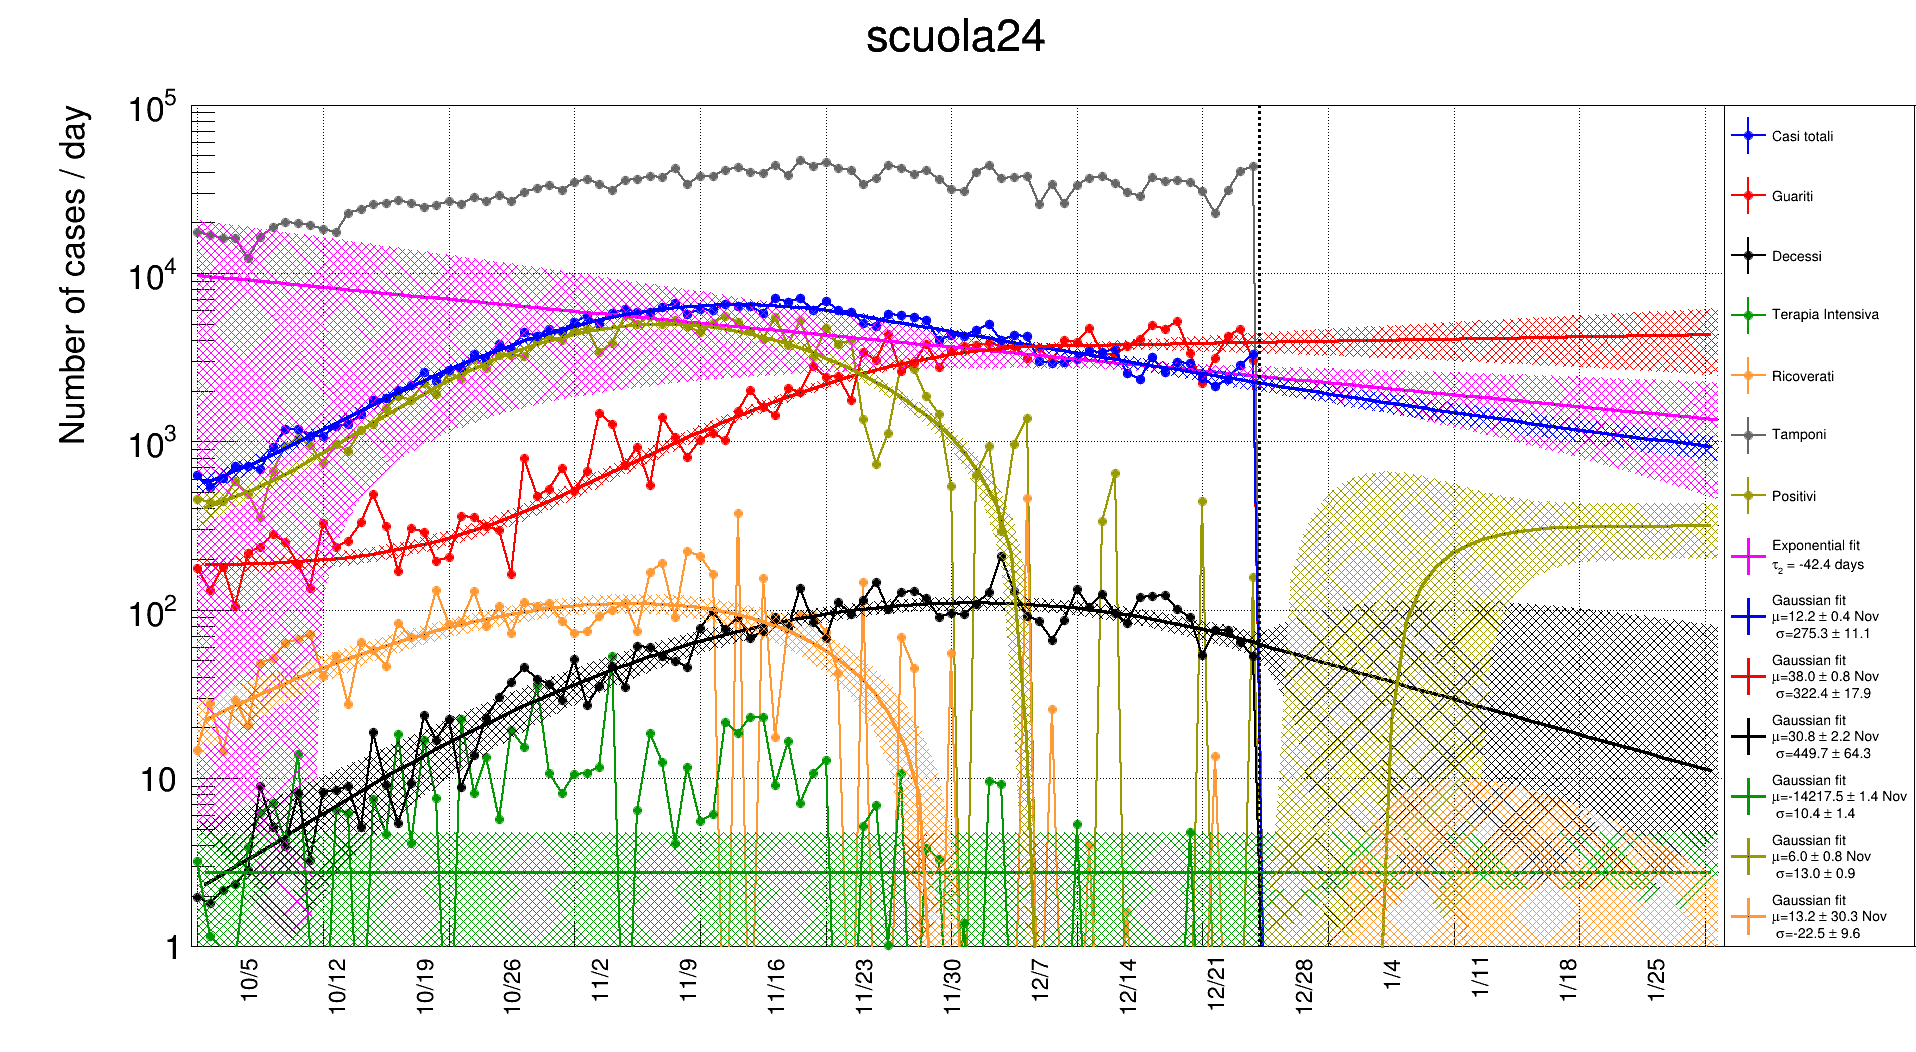 scuola24
Number of cases / day
10^5
10^4
10^3
10^2
10
1
10/5
10/12
10/19
10/26
11/2
11/9
11/16
11/23
11/30
12/7
12/14
12/21
12/28
1/4
1/11
1/18
1/25
Casi totali
Guariti
Decessi
Terapia Intensiva
Ricoverati
Tamponi
Positivi
Exponential fit
τ₂ = -42.4 days
Gaussian fit
μ=12.2 ± 0.4 Nov
σ=275.3 ± 11.1
Gaussian fit
μ=38.0 ± 0.8 Nov
σ=322.4 ± 17.9
Gaussian fit
μ=30.8 ± 2.2 Nov
σ=449.7 ± 64.3
Gaussian fit
μ=-14217.5 ± 1.4 Nov
σ=10.4 ± 1.4
Gaussian fit
μ=6.0 ± 0.8 Nov
σ=13.0 ± 0.9
Gaussian fit
μ=13.2 ± 30.3 Nov
σ=-22.5 ± 9.6